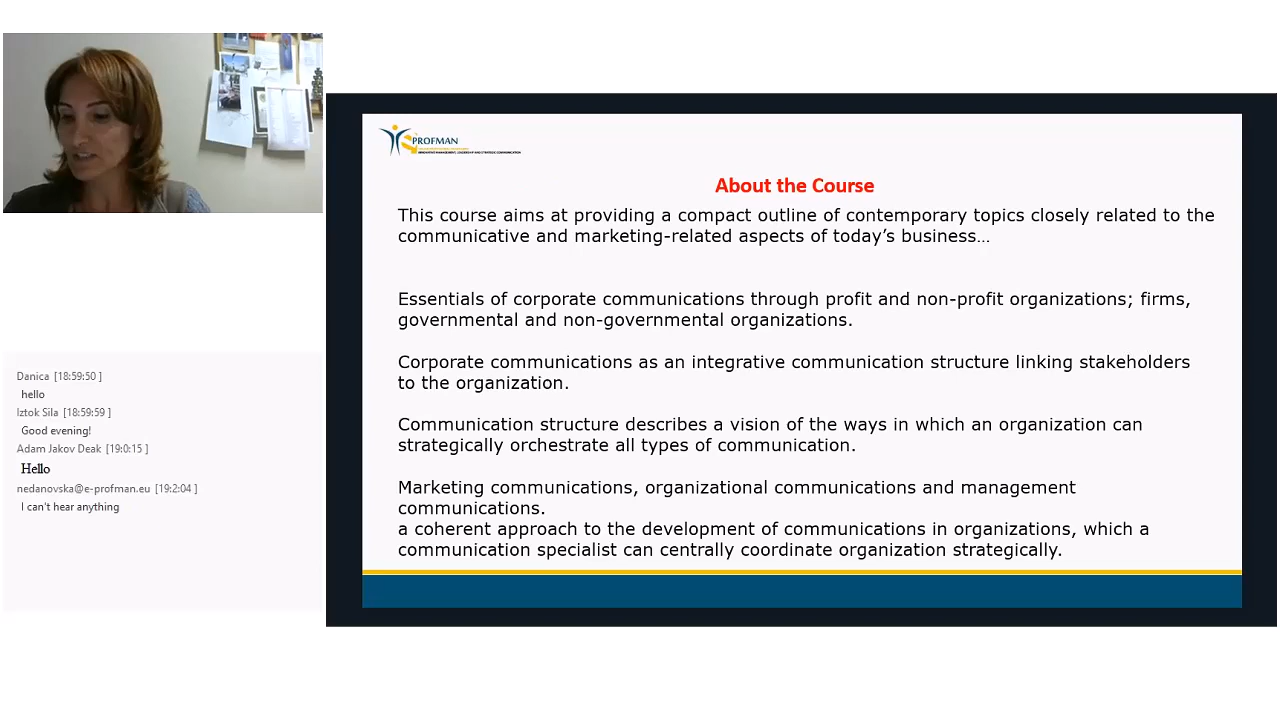 PROFMAN
INNOVATIVE MANAGEMENT, LEADERSHIP AND STRATEGIC COMMUNICATION
About the Course
This course aims at providing a compact outline of contemporary topics closely related to the
communicative and marketing-related aspects of today’s business…
Essentials of corporate communications through profit and non-profit organizations; firms,
governmental and non-governmental organizations.
Corporate communications as an integrative communication structure linking stakeholders
to the organization.
Communication structure describes a vision of the ways in which an organization can
strategically orchestrate all types of communication.
Marketing communications, organizational communications and management
communications.
a coherent approach to the development of communications in organizations, which a
communication specialist can centrally coordinate organization strategically.
Danica [18:59:50 ]
hello
Iztok Sila [18:59:59 ]
Good evening!
Adam Jakov Deak [19:0:15 ]
Hello
nedanovska@e-profman.eu [19:2:04 ]
I can't hear anything